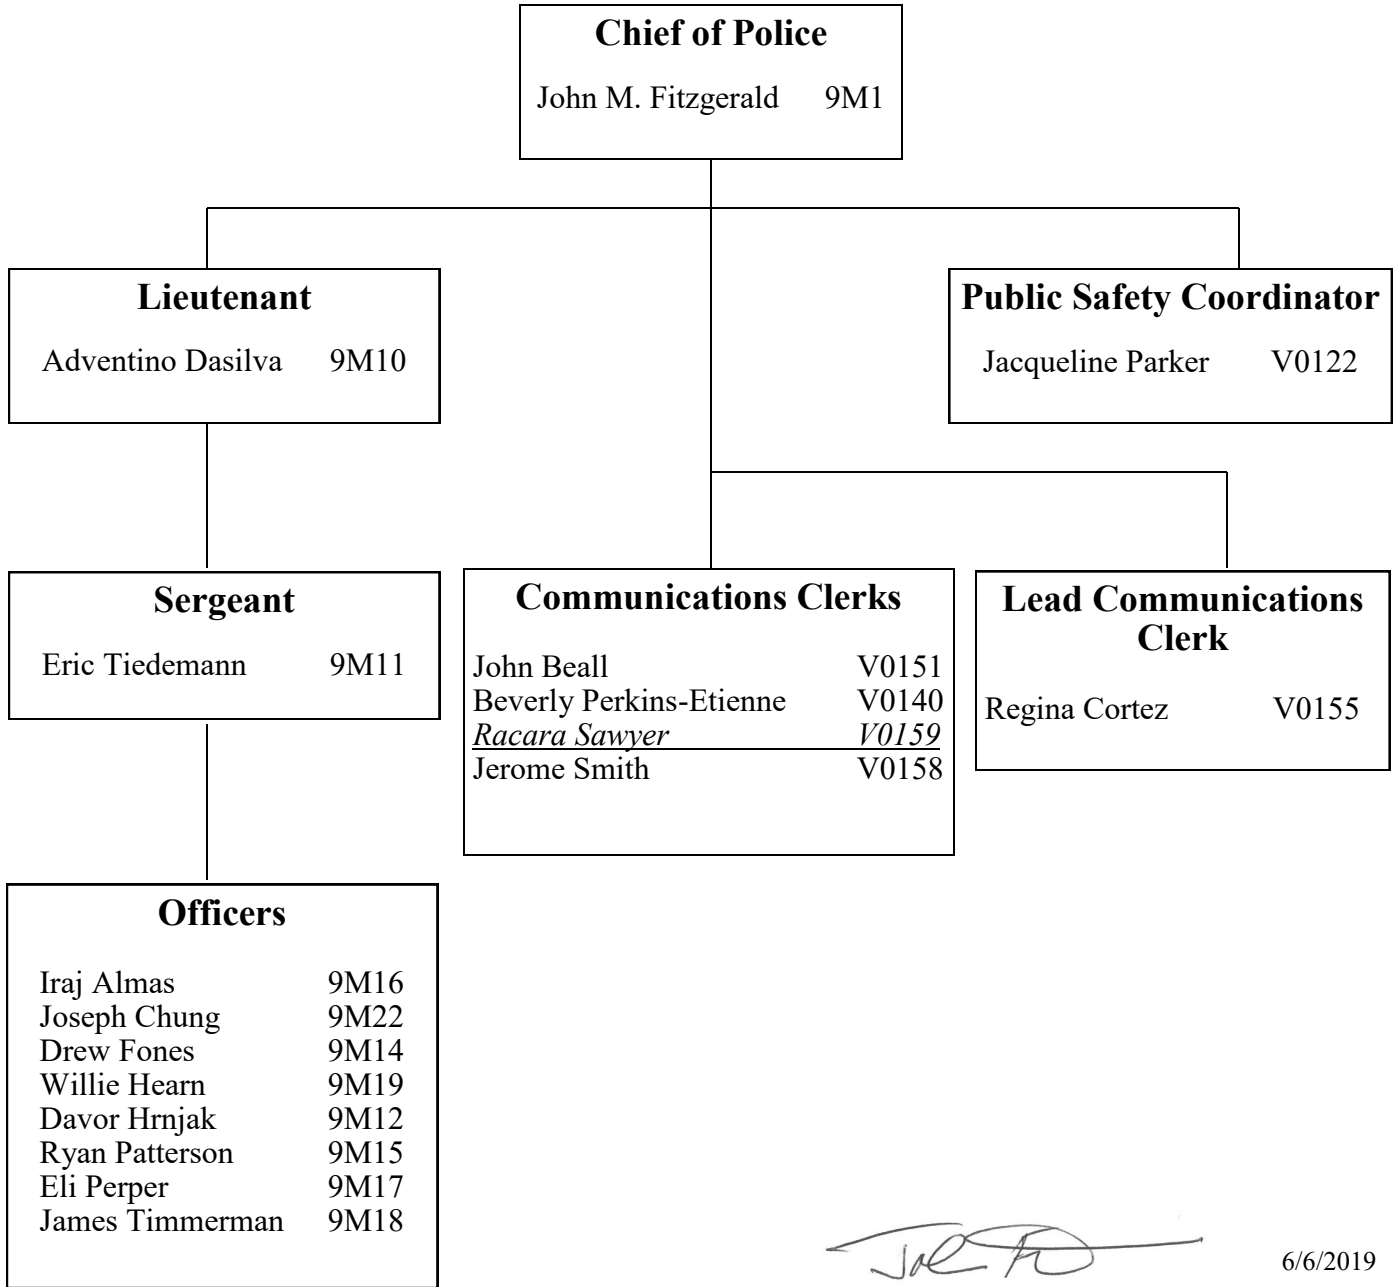 Chief of Police
John M. Fitzgerald 9M1
Lieutenant
Adventino Dasilva 9M10
Public Safety Coordinator
Jacqueline Parker V0122
Sergeant
Eric Tiedemann 9M11
Communications Clerks
John Beall V0151
Beverly Perkins-Etienne V0140
Racara Sawyer V0159
Jerome Smith V0158
Lead Communications
Clerk
Regina Cortez V0155
Officers
Iraj Almas 9M16
Joseph Chung 9M22
Drew Fones 9M14
Willie Hearn 9M19
Davor Hrnjak 9M12
Ryan Patterson 9M15
Eli Perper 9M17
James Timmerman 9M18
6/6/2019